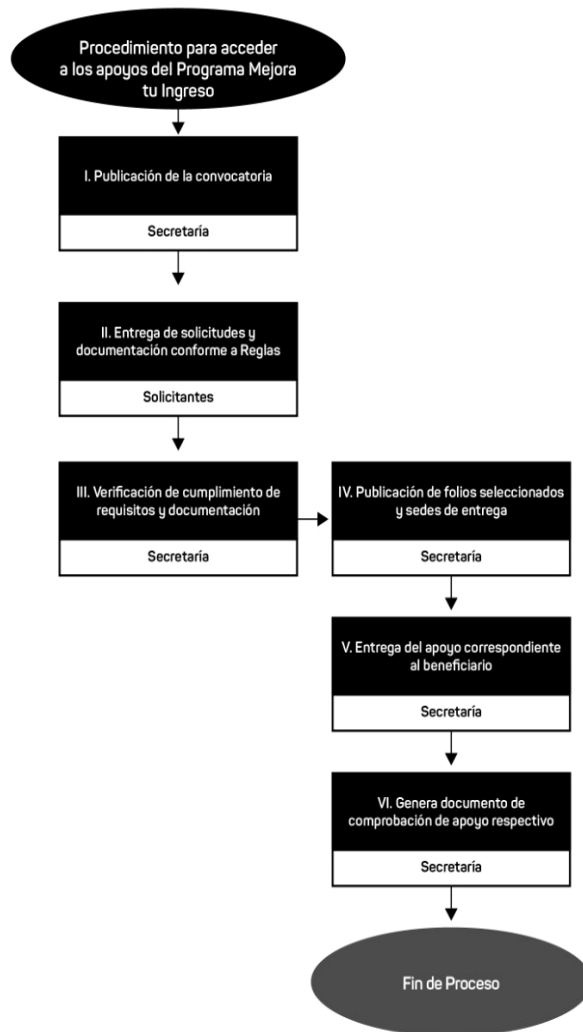 Procedimiento para acceder
a los apoyos del Programa Mejora
tu Ingreso
I. Publicación de la convocatoria
Secretaría
II. Entrega de solicitudes y
documentación conforme a Reglas
Solicitantes
III. Verificación de cumplimiento de
requisitos y documentación
Secretaría
IV. Publicación de folios seleccionados
y sedes de entrega
Secretaría
V. Entrega del apoyo correspondiente
al beneficiario
Secretaría
VI. Genera documento de
comprobación de apoyo respectivo
Secretaría
Fin de Proceso